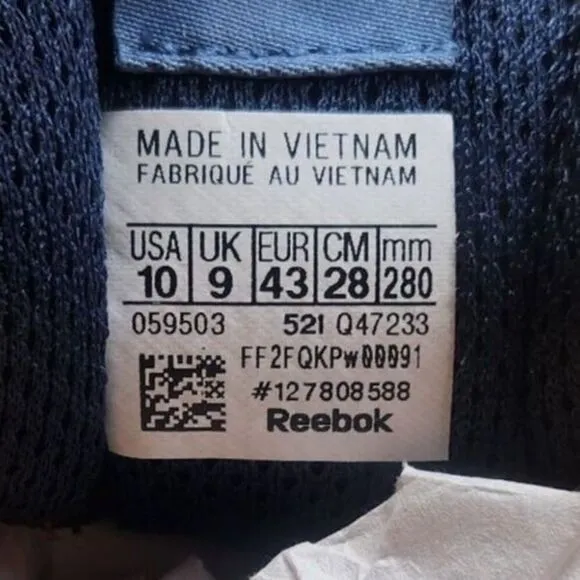 MADE IN VIETNAM
FABRIQUÉ AU VIETNAM
USA UK EUR CM mm
10 9 43 28 280
059503 521 Q47233
#127808588
Reebok